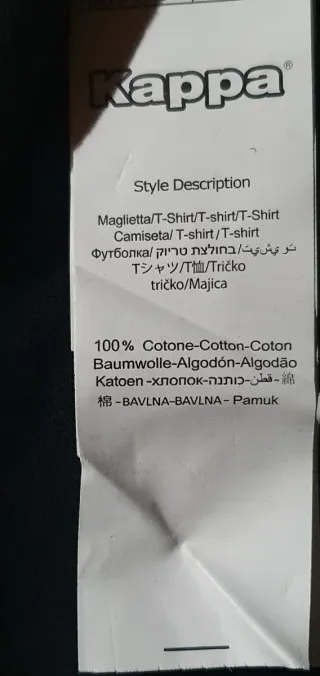 Kappa®
Style Description
Maglietta/T-Shirt/T-shirt/T-Shirt
Camiseta/ T-shirt / T-shirt
Футболка/ בחולצת טריוק/تي يشيرت
Tシャツ/T恤/Tričko
tričko/Majica
100% Cotone-Cotton-Coton
Baumwolle-Algodón-Algodão
Katoen -хлопок-כותנה-قطن-綿
棉 -BAVLNA-BAVLNA - Pamuk